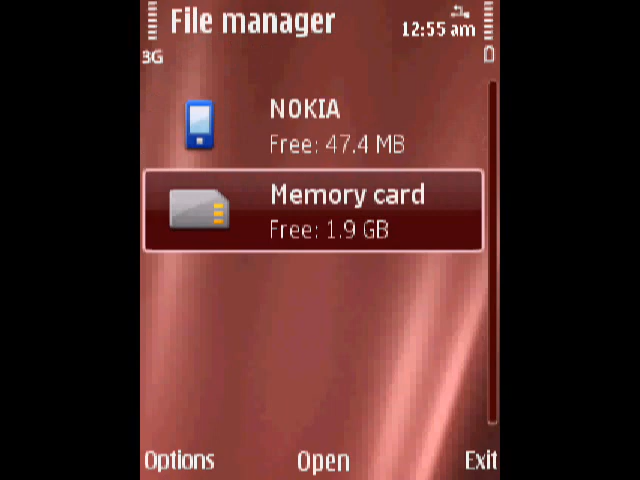 File manager
12:55 am
3G
NOKIA
Free: 47.4 MB
Memory card
Free: 1.9 GB
Options
Open
Exit